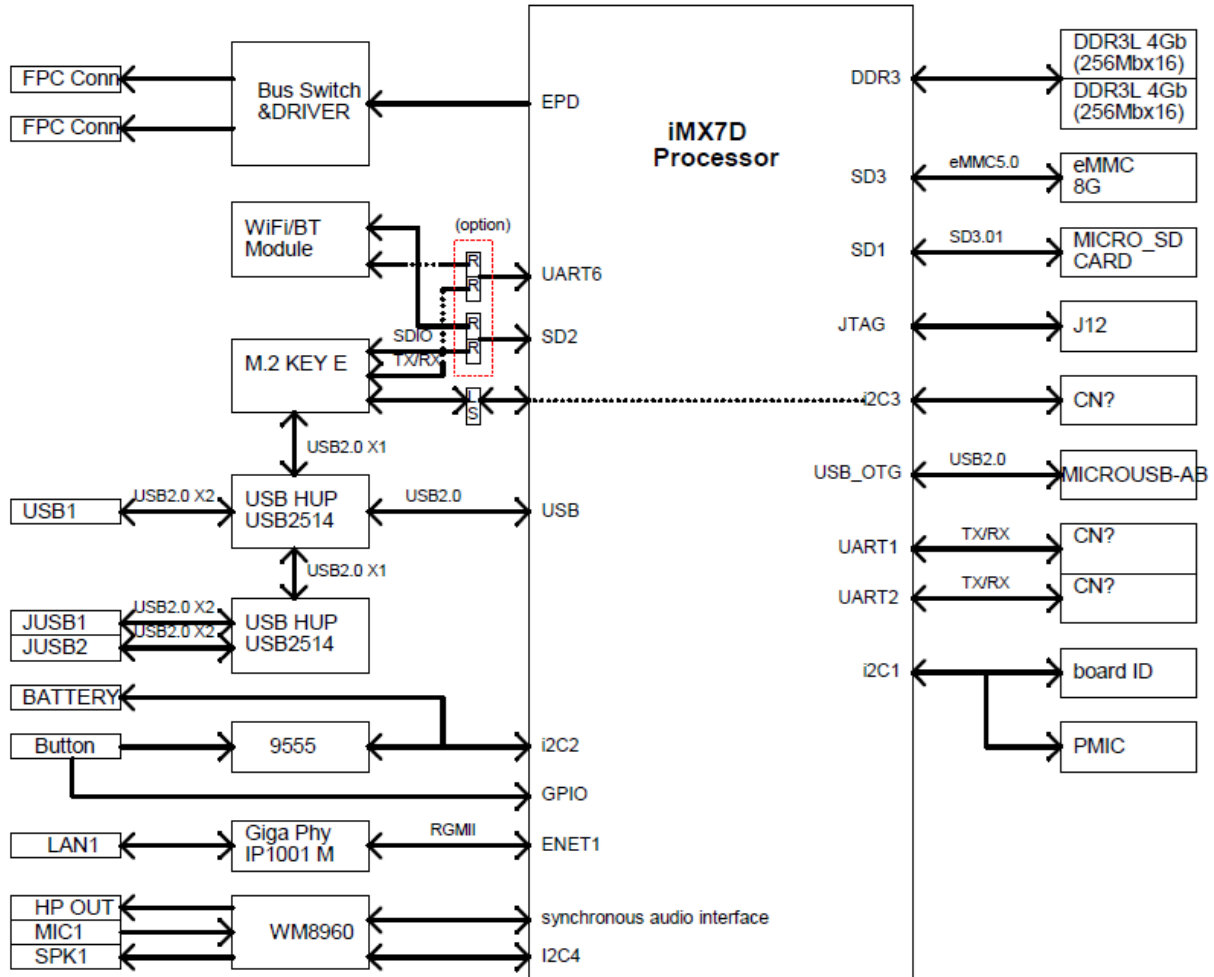 iMX7D
Processor
FPC Conn
FPC Conn
Bus Switch
&DRIVER
EPD
WiFi/BT
Module
(option)
R
R
UART6
R
R
SD2
SDIO
TX/RX
M.2 KEY E
L
S
USB2.0 X1
USB1
USB2.0 X2
USB HUP
USB2514
USB2.0
USB
USB2.0 X1
JUSB1
JUSB2
USB2.0 X2
USB2.0 X2
USB HUP
USB2514
BATTERY
Button
9555
i2C2
GPIO
LAN1
Giga Phy
IP1001 M
RGMII
ENET1
HP OUT
MIC1
SPK1
WM8960
synchronous audio interface
I2C4
DDR3
DDR3L 4Gb
(256Mbx16)
DDR3L 4Gb
(256Mbx16)
SD3
eMMC5.0
eMMC
8G
SD1
SD3.01
MICRO_SD
CARD
JTAG
J12
i2C3
CN?
USB_OTG
USB2.0
MICROUSB-AB
UART1
TX/RX
CN?
UART2
TX/RX
CN?
i2C1
board ID
PMIC